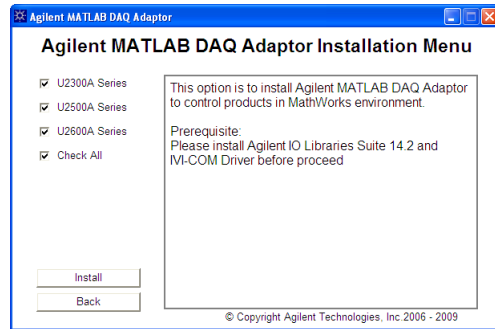 Agilent MATLAB DAQ Adaptor
Agilent MATLAB DAQ Adaptor Installation Menu
U2300A Series
U2500A Series
U2600A Series
Check All
This option is to install Agilent MATLAB DAQ Adaptor
to control products in MathWorks environment.
Prerequisite:
Please install Agilent IO Libraries Suite 14.2 and
IVI-COM Driver before proceed
Install
Back
© Copyright Agilent Technologies, Inc.2006 - 2009